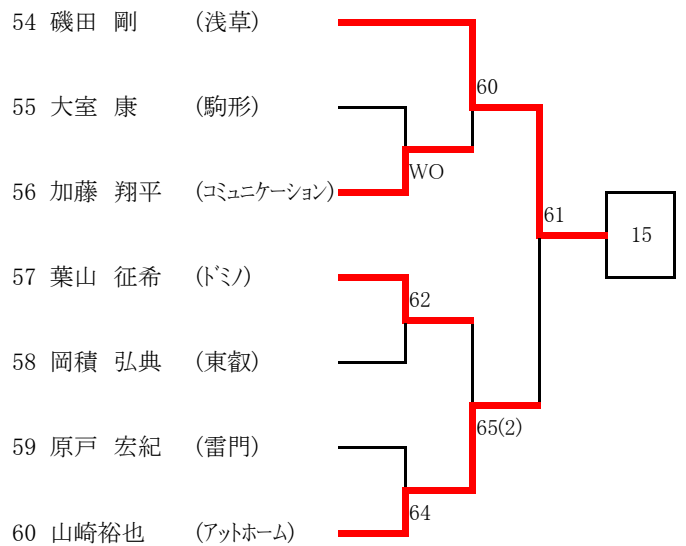 54 磯田 剛 (浅草)
60
55 大室 康 (駒形)
WO
56 加藤 翔平 (コミュニケーション)
61
15
57 葉山 征希 (ドミノ)
62
58 岡積 弘典 (東叡)
65(2)
59 原戸 宏紀 (雷門)
64
60 山崎裕也 (アットホーム)